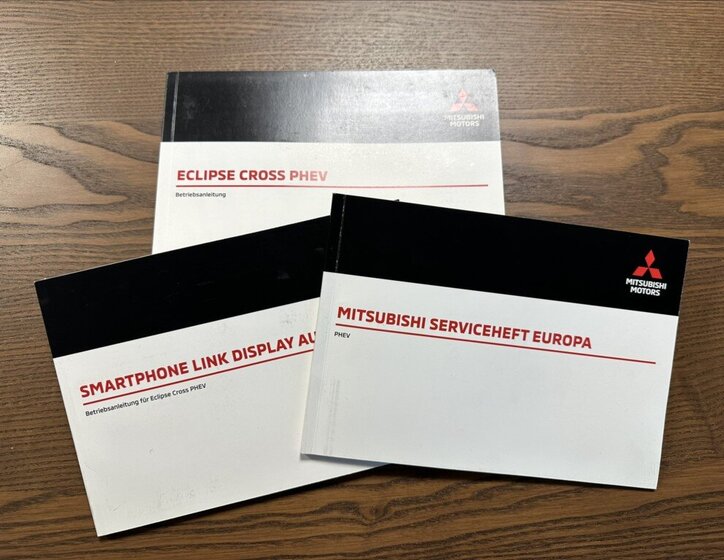 MITSUBISHI
MOTORS
ECLIPSE CROSS PHEV
Betriebsanleitung
MITSUBISHI
MOTORS
MITSUBISHI SERVICEHEFT EUROPA
PHEV
SMARTPHONE LINK DISPLAY AU
Betriebsanleitung für Eclipse Cross PHEV